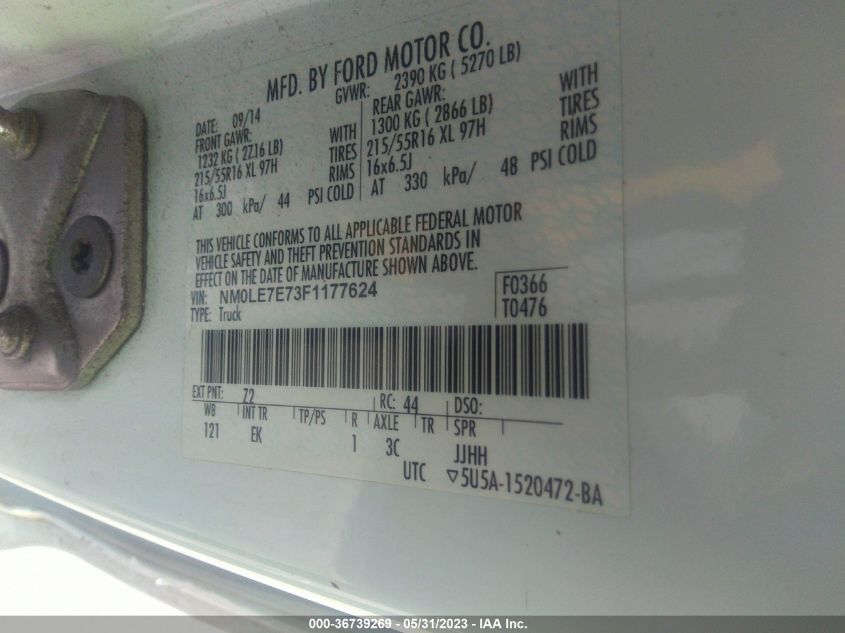 MFD. BY FORD MOTOR CO.
DATE: 09/14 GVWR: 2390 KG ( 5270 LB)
FRONT GAWR: WITH REAR GAWR: WITH
1232 KG ( 2716 LB) TIRES 1300 KG ( 2866 LB) TIRES
215/55R16 XL 97H RIMS 215/55R16 XL 97H RIMS
16x6.5J 16x6.5J
AT 300 kPa/ 44 PSI COLD AT 330 kPa/ 48 PSI COLD
THIS VEHICLE CONFORMS TO ALL APPLICABLE FEDERAL MOTOR
VEHICLE SAFETY AND THEFT PREVENTION STANDARDS IN
EFFECT ON THE DATE OF MANUFACTURE SHOWN ABOVE.
VIN: NM0LE7E73F1177624 F0366
TYPE: Truck T0476
EXT PNT: 72 RC: 44 DSO:
WB INT TR TP/PS R AXLE TR SPR
121 EK 1 3C JJHH
UTC ▽5U5A-1520472-BA
000-36739269 - 05/31/2023 - IAA Inc.